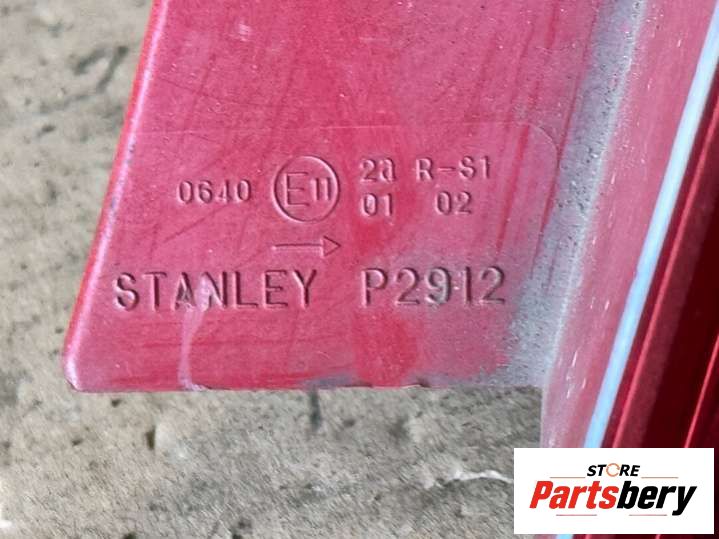 0640 E11 2a R-S1
01 02
→
STANLEY P2912
STORE
Partsbery